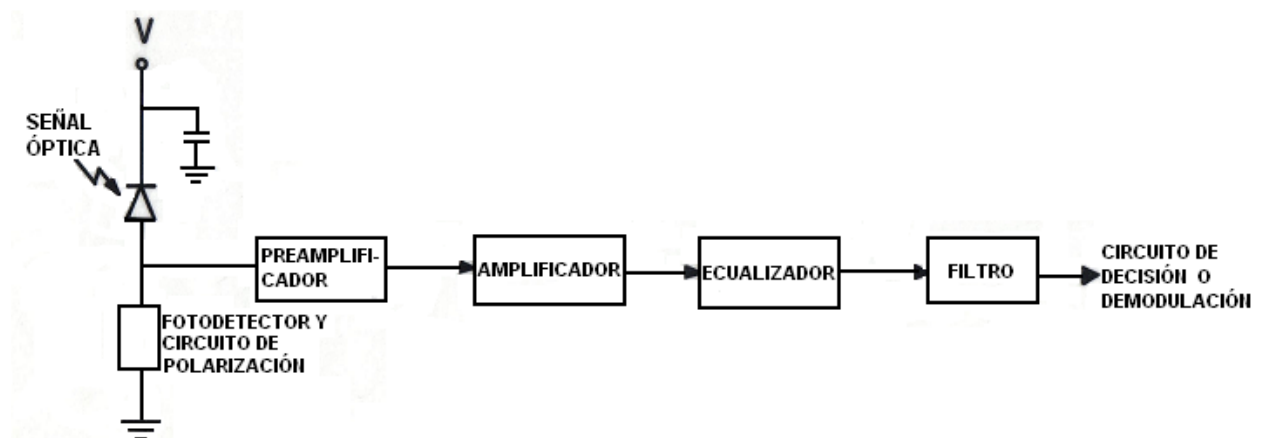 V
SEÑAL
ÓPTICA
PREAMPLIFI-
CADOR
AMPLIFICADOR
ECUALIZADOR
FILTRO
CIRCUITO DE
DECISIÓN O
DEMODULACIÓN
FOTODETECTOR Y
CIRCUITO DE
POLARIZACIÓN